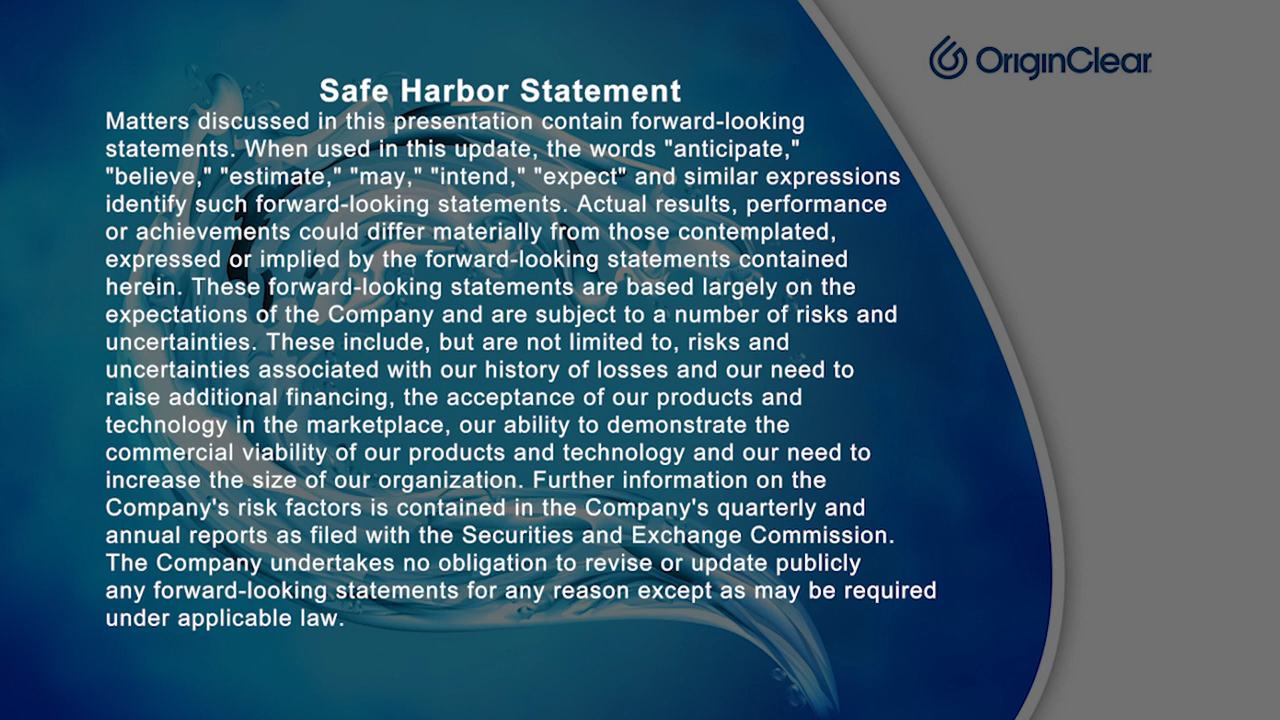 OriginClear
Safe Harbor Statement
Matters discussed in this presentation contain forward-looking
statements. When used in this update, the words "anticipate,"
"believe," "estimate," "may," "intend," "expect" and similar expressions
identify such forward-looking statements. Actual results, performance
or achievements could differ materially from those contemplated,
expressed or implied by the forward-looking statements contained
herein. These forward-looking statements are based largely on the
expectations of the Company and are subject to a number of risks and
uncertainties. These include, but are not limited to, risks and
uncertainties associated with our history of losses and our need to
raise additional financing, the acceptance of our products and
technology in the marketplace, our ability to demonstrate the
commercial viability of our products and technology and our need to
increase the size of our organization. Further information on the
Company's risk factors is contained in the Company's quarterly and
annual reports as filed with the Securities and Exchange Commission.
The Company undertakes no obligation to revise or update publicly
any forward-looking statements for any reason except as may be required
under applicable law.